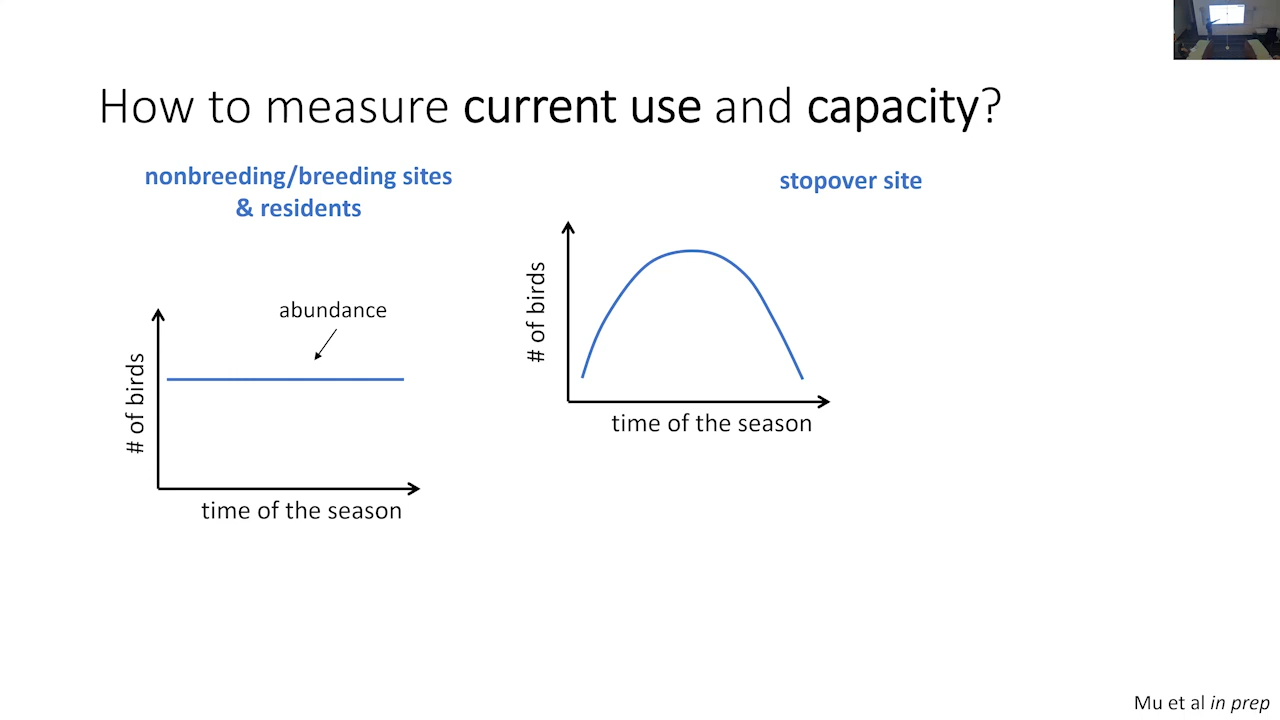 How to measure current use and capacity?
nonbreeding/breeding sites
& residents
stopover site
abundance
# of birds
time of the season
# of birds
time of the season
Mu et al in prep